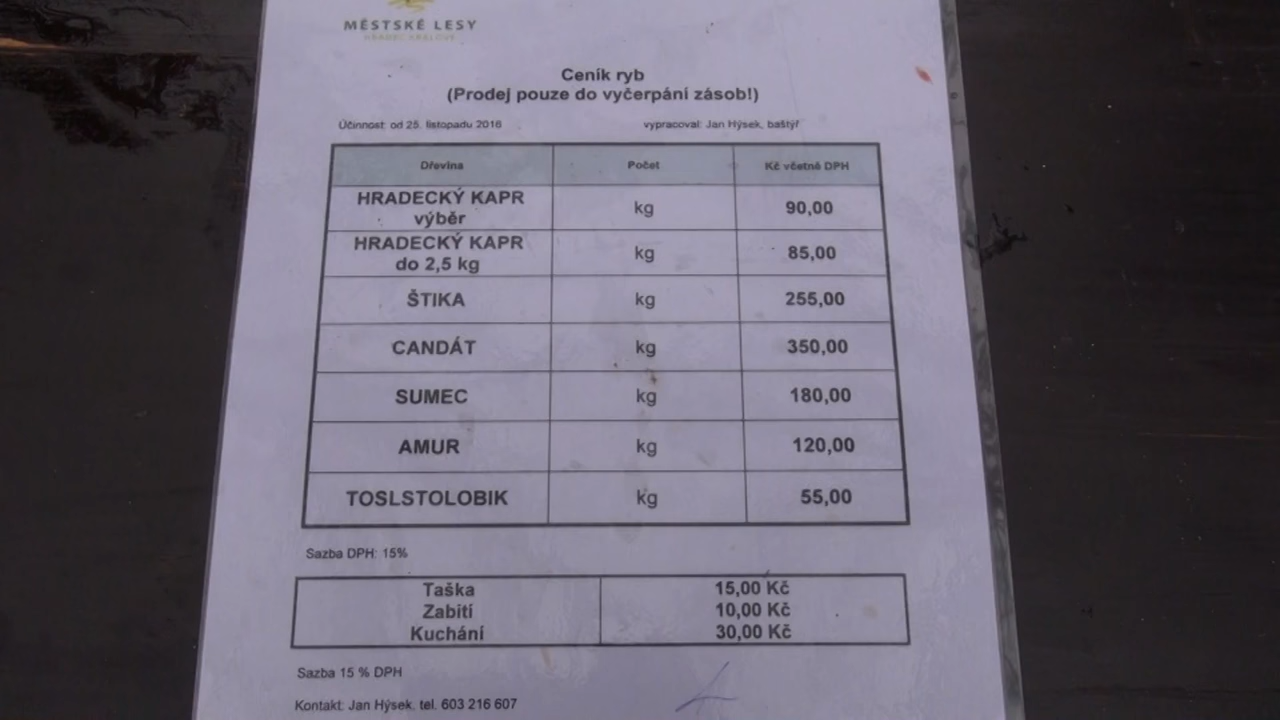 MĚSTSKÉ LESY
HRADEC KRÁLOVÉ
Ceník ryb
(Prodej pouze do vyčerpání zásob!)
Účinnost: od 25. listopadu 2016 vypracoval: Jan Hýsek, baštýř
Dřevina Počet Kč včetně DPH
HRADECKÝ KAPR
výběr kg 90,00
HRADECKÝ KAPR
do 2,5 kg kg 85,00
ŠTIKA kg 255,00
CANDÁT kg 350,00
SUMEC kg 180,00
AMUR kg 120,00
TOSLSTOLOBIK kg 55,00
Sazba DPH: 15%
Taška 15,00 Kč
Zabití 10,00 Kč
Kuchání 30,00 Kč
Sazba 15 % DPH
Kontakt: Jan Hýsek, tel. 603 216 607